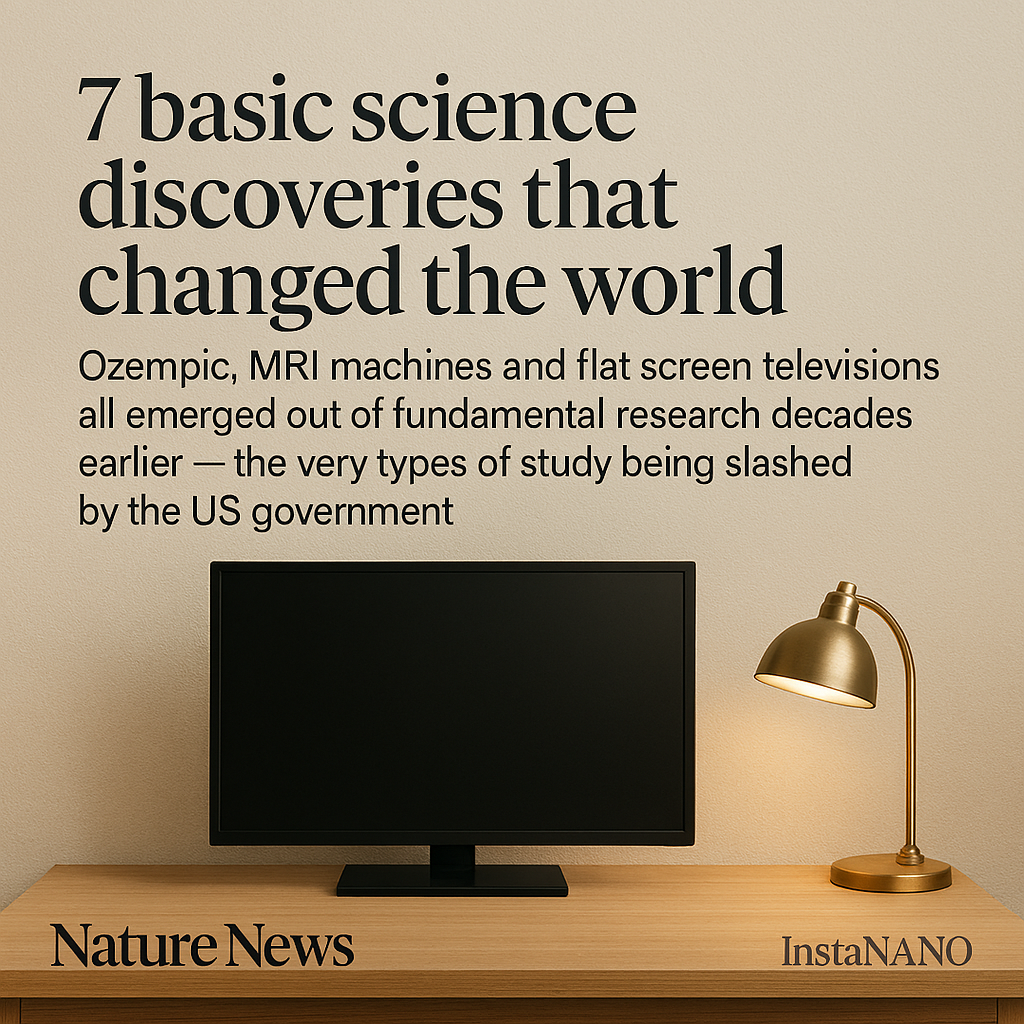 7 basic science
discoveries that
changed the world
Ozempic, MRI machines and flat screen televisions
all emerged out of fundamental research decades
earlier — the very types of study being slashed
by the US government
Nature News
InstaNANO